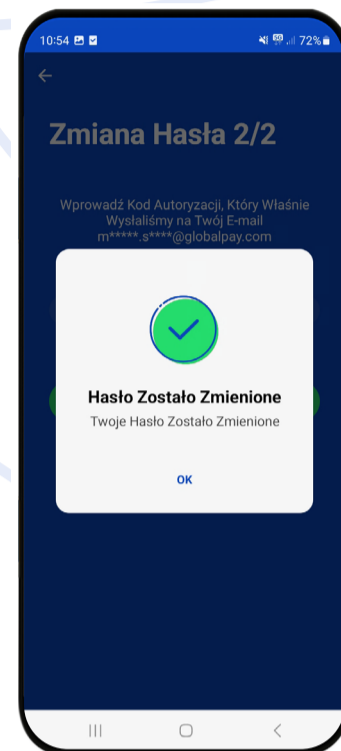 10:54 72%
Zmiana Hasła 2/2
Wprowadź Kod Autoryzacji, Który Właśnie
Wysłaliśmy na Twój E-mail
m*****.s****@globalpay.com
Hasło Zostało Zmienione
Twoje Hasło Zostało Zmienione
OK